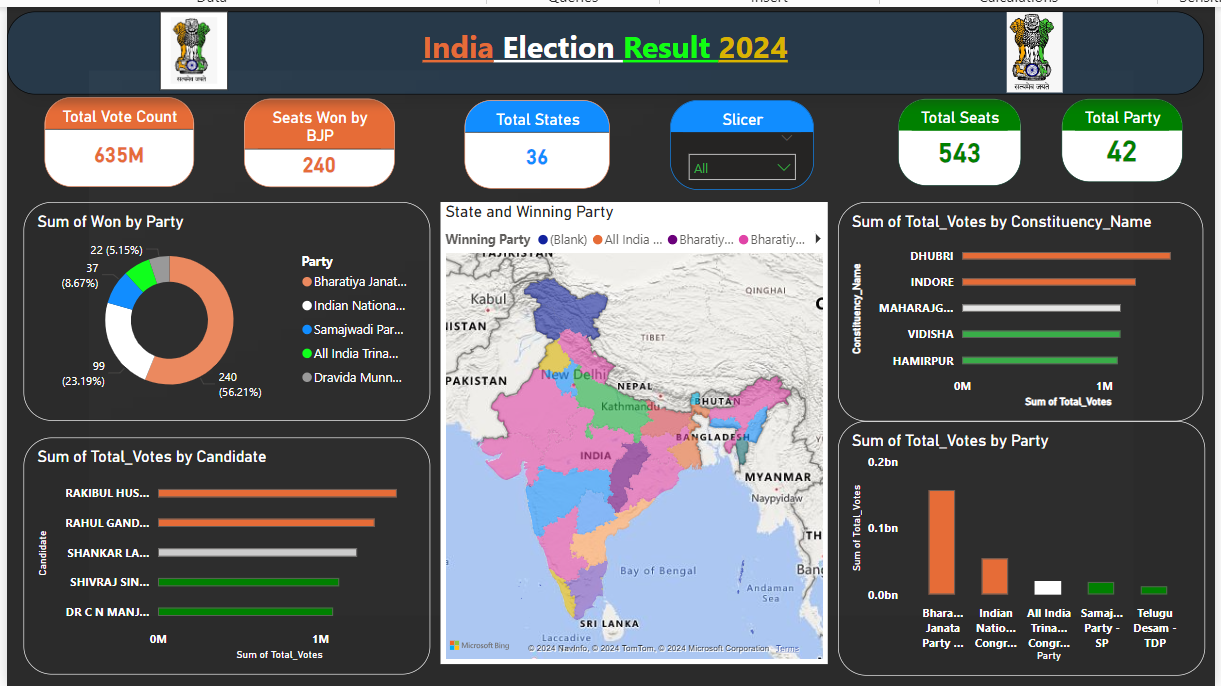 Data Queries Insert Calculations
India Election Result 2024
सत्यमेव जयते
सत्यमेव जयते
Total Vote Count
635M
Seats Won by
BJP
240
Total States
36
Slicer
All
Total Seats
543
Total Party
42
Sum of Won by Party
22 (5.15%)
37
(8.67%)
99
(23.19%)
240
(56.21%)
Party
Bharatiya Janat...
Indian Nationa...
Samajwadi Par...
All India Trina...
Dravida Munn...
Sum of Total_Votes by Candidate
Candidate
RAKIBUL HUS...
RAHUL GAND...
SHANKAR LA...
SHIVRAJ SIN...
DR C N MANJ...
0M 1M
Sum of Total_Votes
State and Winning Party
Winning Party (Blank) All India ... Bharatiy... Bharatiy...
TAJIKISTAN
Kabul
QINGHAI
TIBET
PAKISTAN
New Delhi
NEPAL
Kathmandu
BHUTAN
BANGLADESH
INDIA
MYANMAR
Naypyidaw
Bay of Bengal
Andaman
Sea
SRI LANKA
Laccadive
Microsoft Bing
© 2024 NavInfo, © 2024 TomTom, © 2024 Microsoft Corporation Terms
Sum of Total_Votes by Constituency_Name
Constituency_Name
DHUBRI
INDORE
MAHARAJG...
VIDISHA
HAMIRPUR
0M 1M
Sum of Total_Votes
Sum of Total_Votes by Party
Sum of Total_Votes
0.2bn
0.1bn
0.0bn
Bhara...
Janata
Party ...
Indian
Natio...
Congr...
All India
Trina...
Congr...
Samaj...
Party -
SP
Telugu
Desam -
TDP
Party